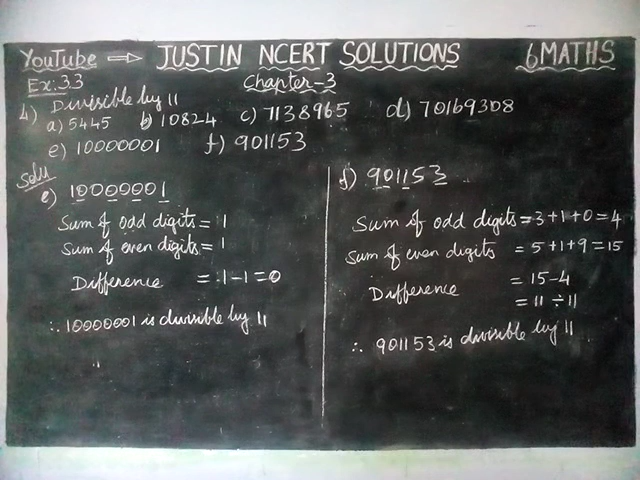 YouTube ⇒ JUSTIN NCERT SOLUTIONS 6 MATHS
Ex: 3.3 Chapter-3
4) Divisible by 11
a) 5445 b) 10824 c) 7138965 d) 70169308
e) 10000001 f) 901153
Soln
e) 10000001
Sum of odd digits = 1
Sum of even digits = 1
Difference = 1-1=0
∴ 10000001 is divisible by 11
f) 901153
Sum of odd digits = 3+1+0=4
Sum of even digits = 5+1+9=15
Difference = 15-4
= 11 ÷ 11
∴ 901153 is divisible by 11